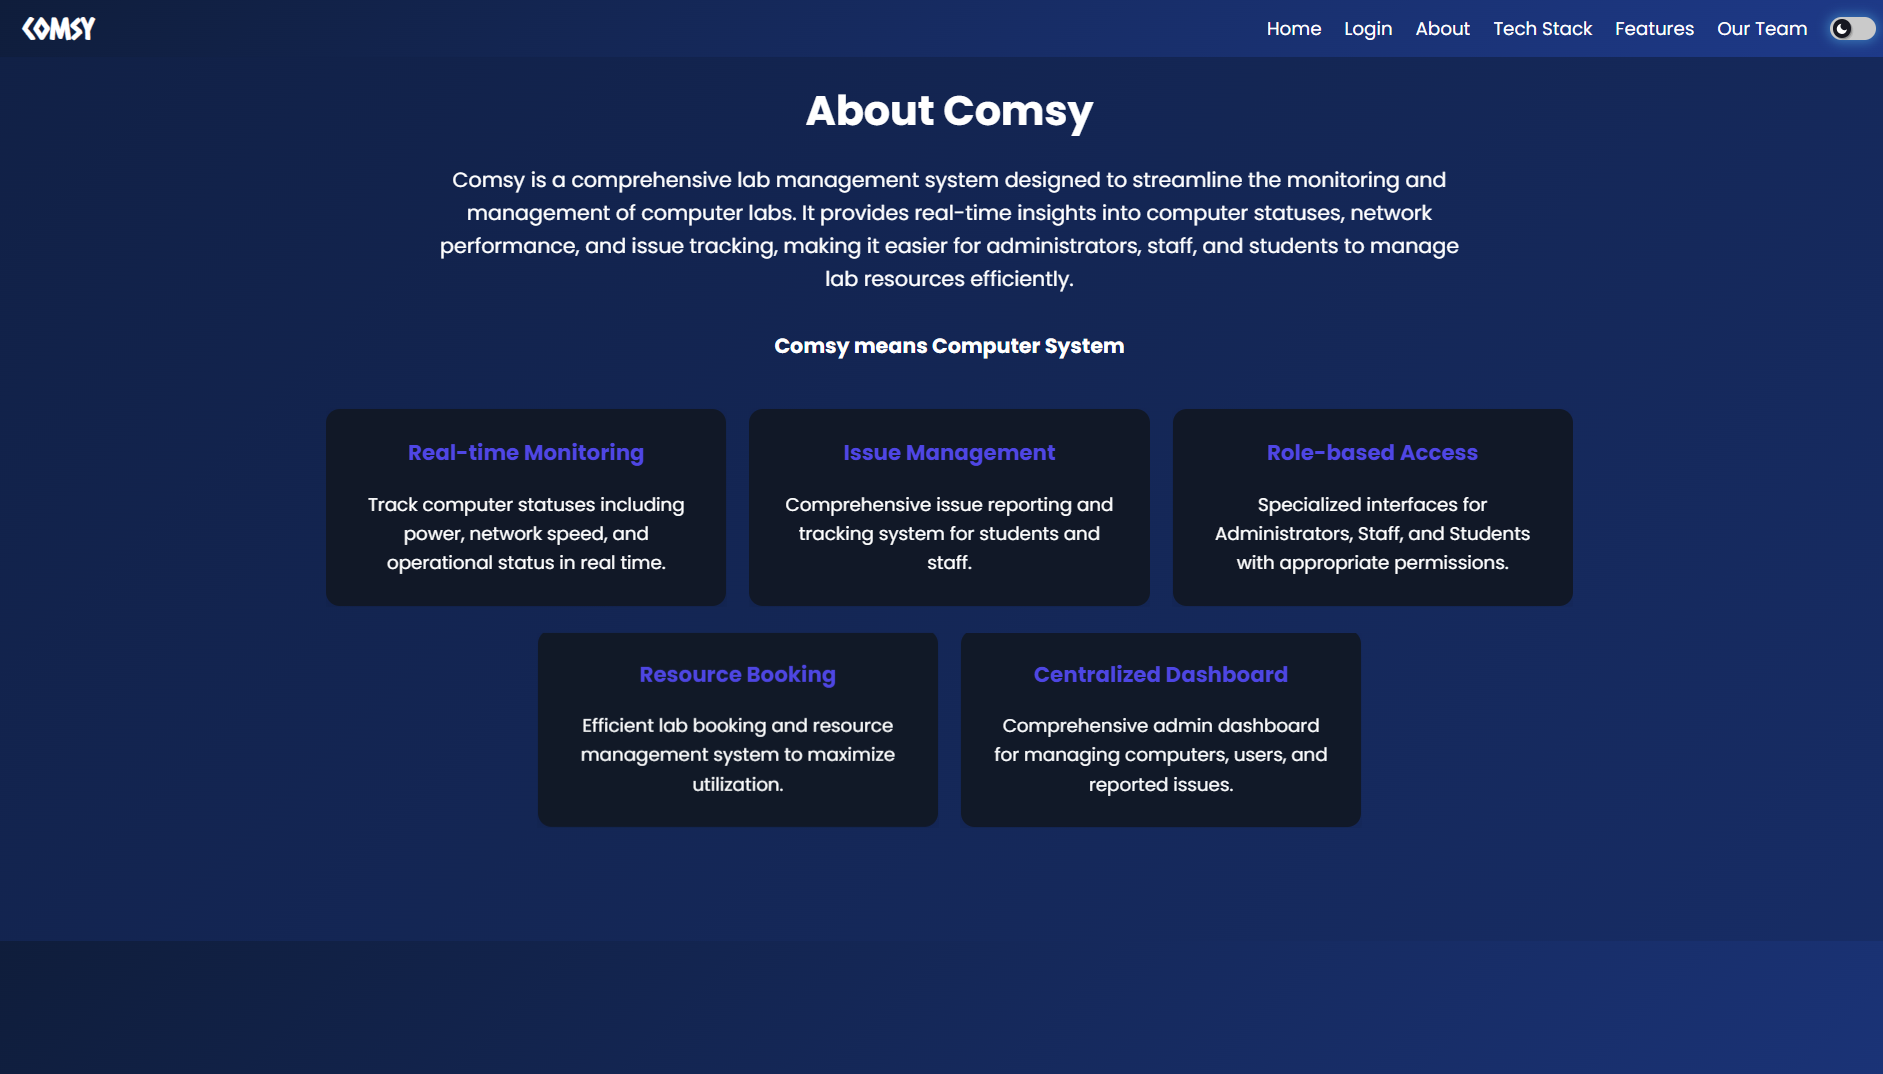 COMSY
Home Login About Tech Stack Features Our Team
About Comsy
Comsy is a comprehensive lab management system designed to streamline the monitoring and
management of computer labs. It provides real-time insights into computer statuses, network
performance, and issue tracking, making it easier for administrators, staff, and students to manage
lab resources efficiently.
Comsy means Computer System
Real-time Monitoring
Track computer statuses including
power, network speed, and
operational status in real time.
Issue Management
Comprehensive issue reporting and
tracking system for students and
staff.
Role-based Access
Specialized interfaces for
Administrators, Staff, and Students
with appropriate permissions.
Resource Booking
Efficient lab booking and resource
management system to maximize
utilization.
Centralized Dashboard
Comprehensive admin dashboard
for managing computers, users, and
reported issues.